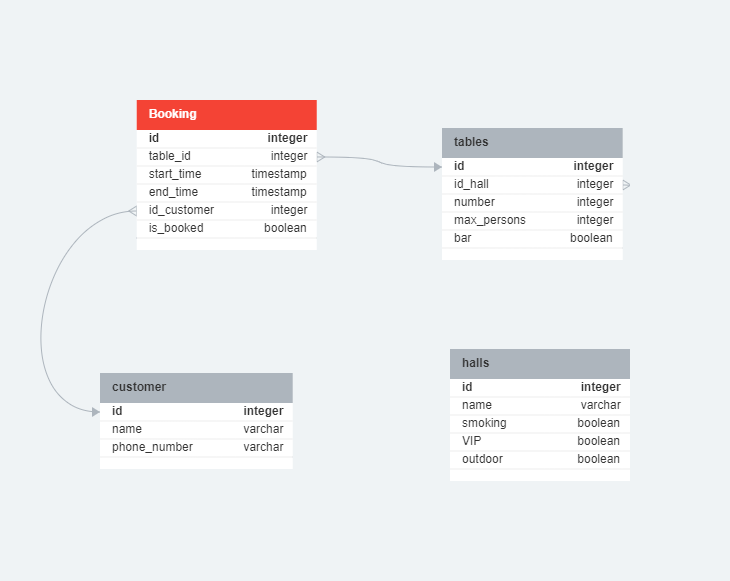 Booking
id integer
table_id integer
start_time timestamp
end_time timestamp
id_customer integer
is_booked boolean
tables
id integer
id_hall integer
number integer
max_persons integer
bar boolean
customer
id integer
name varchar
phone_number varchar
halls
id integer
name varchar
smoking boolean
VIP boolean
outdoor boolean